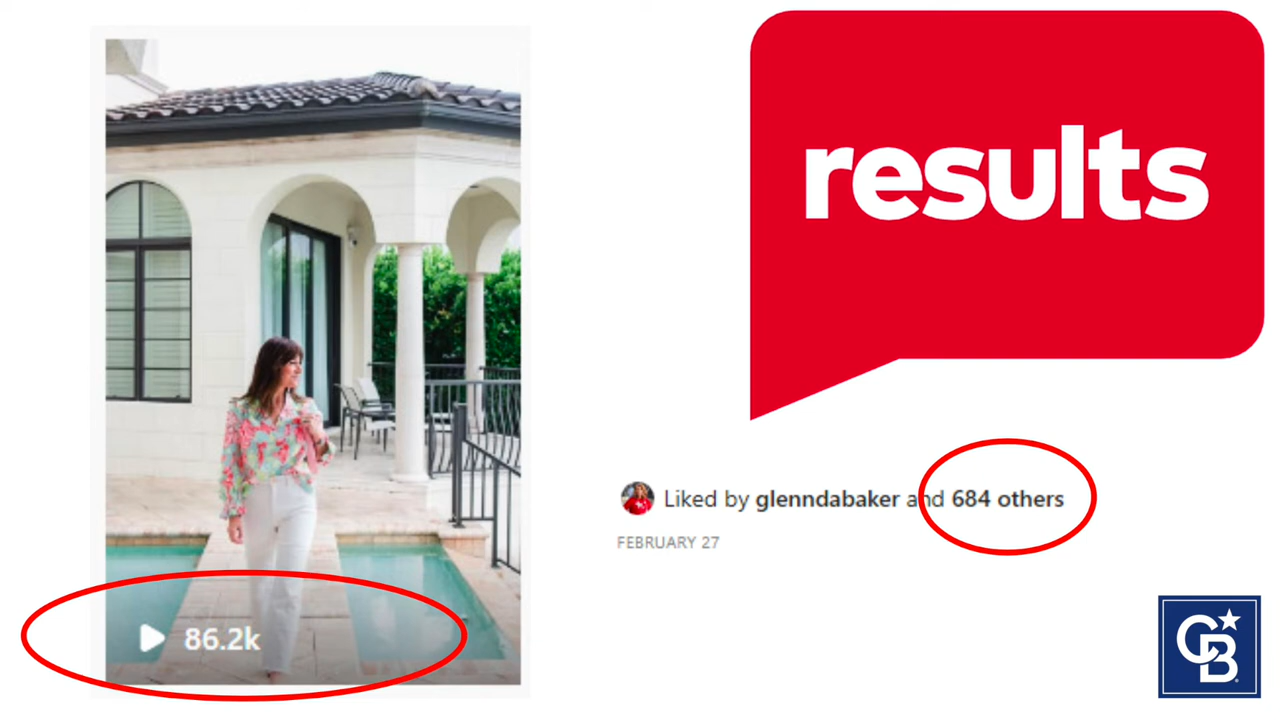 results
Liked by glenndabaker and 684 others
FEBRUARY 27
86.2k
CB